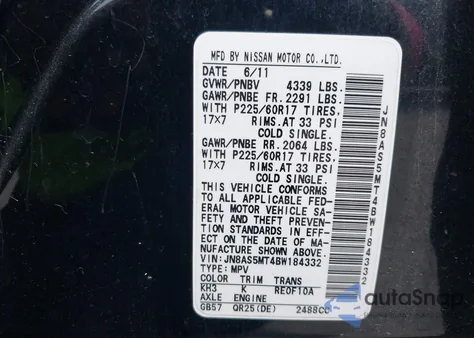 MFD BY NISSAN MOTOR CO.,LTD.
DATE 6/11
GVWR/PNBV 4339 LBS.
GAWR/PNBE FR. 2291 LBS.
WITH P225/60R17 TIRES,
17X7 RIMS.AT 33 PSI
COLD SINGLE.
GAWR/PNBE RR. 2064 LBS.
WITH P225/60R17 TIRES,
17X7 RIMS.AT 33 PSI
COLD SINGLE.
THIS VEHICLE CONFORMS
TO ALL APPLICABLE FED-
ERAL MOTOR VEHICLE SA-
FETY AND THEFT PREVEN-
TION STANDARDS IN EFF-
ECT ON THE DATE OF MA-
NUFACTURE SHOWN ABOVE
VIN: JN8AS5MT4BW184332
TYPE: MPV
COLOR TRIM TRANS
KH3 K RE0F10A
AXLE ENGINE
GB57 QR25(DE) 2488CC
JN8AS5MT4BW184332
autoSnap